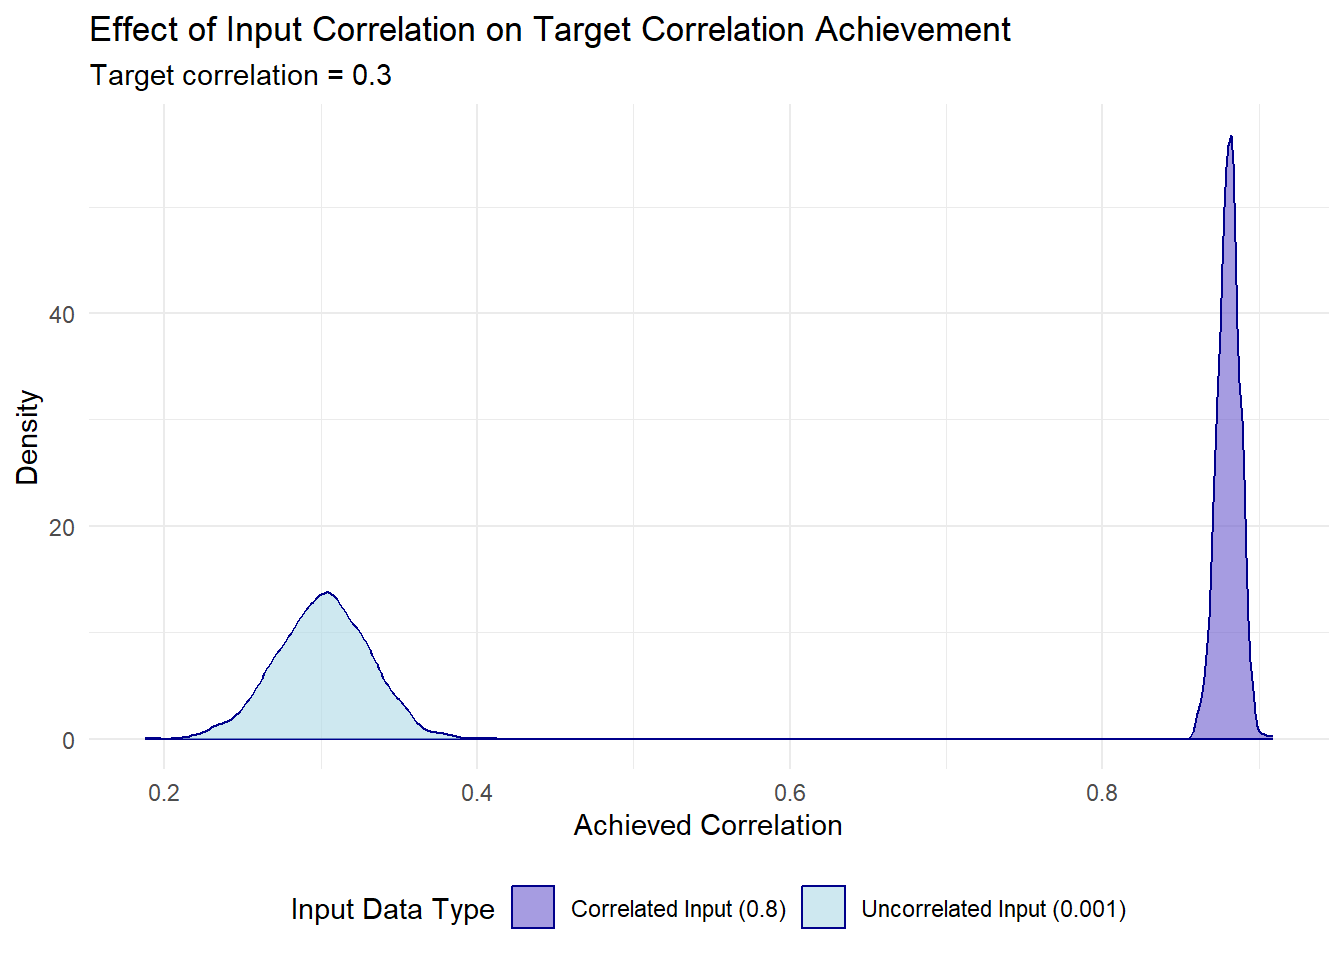 Effect of Input Correlation on Target Correlation Achievement
Target correlation = 0.3
Density
40
20
0
0.2 0.4 0.6 0.8
Achieved Correlation
Input Data Type Correlated Input (0.8) Uncorrelated Input (0.001)